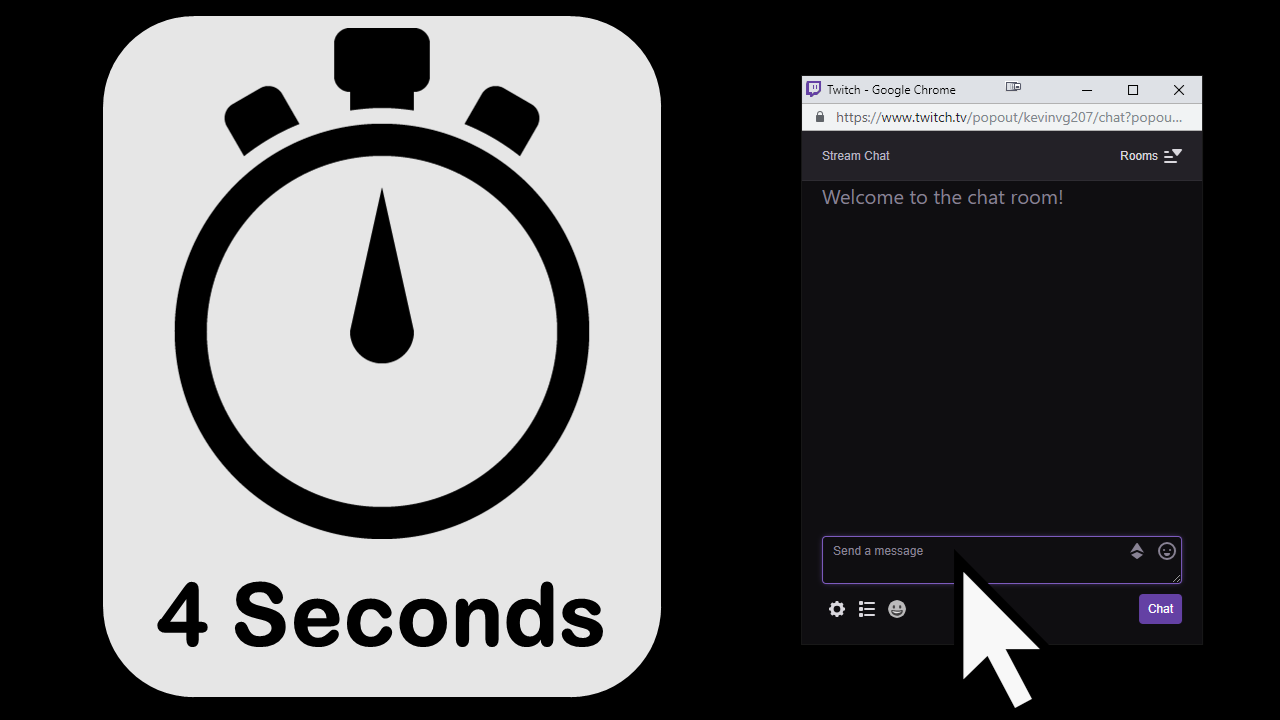 4 Seconds
Twitch - Google Chrome
https://www.twitch.tv/popout/kevinvg207/chat?popou...
Stream Chat
Rooms
Welcome to the chat room!
Send a message
Chat